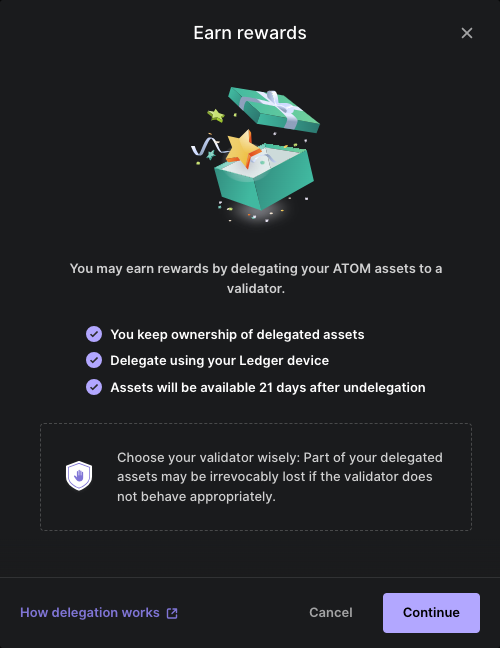 Earn rewards
You may earn rewards by delegating your ATOM assets to a
validator.
You keep ownership of delegated assets
Delegate using your Ledger device
Assets will be available 21 days after undelegation
Choose your validator wisely: Part of your delegated
assets may be irrevocably lost if the validator does
not behave appropriately.
How delegation works
Cancel
Continue